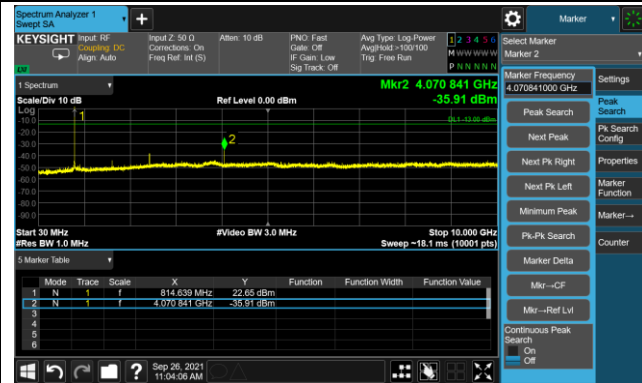 Spectrum Analyzer 1
Swept SA
Marker
KEYSIGHT Input: RF
Coupling: DC
Align: Auto
Input Z: 50 Ω
Corrections: On
Freq Ref: Int (S)
Atten: 10 dB
PNO: Fast
Gate: Off
IF Gain: Low
Sig Track: Off
Avg Type: Log-Power
Avg|Hold:>100/100
Trig: Free Run
1 2 3 4 5 6
M W W W W W
P N N N N N
Select Marker
Marker 2
1 Spectrum
Mkr2 4.070 841 GHz
Scale/Div 10 dB
Ref Level 0.00 dBm
-35.91 dBm
Log
-10.0
-20.0
-30.0
-40.0
-50.0
-60.0
-70.0
-80.0
-90.0
1
2
DL1 -13.00 dBm
Start 30 MHz
#Video BW 3.0 MHz
Stop 10.000 GHz
#Res BW 1.0 MHz
Sweep ~18.1 ms (10001 pts)
5 Marker Table
Mode Trace Scale X Y Function Function Width Function Value
1 N 1 f 814.639 MHz 22.65 dBm
2 N 1 f 4.070 841 GHz -35.91 dBm
3
4
5
6
Marker Frequency
4.070841000 GHz
Peak Search
Next Peak
Next Pk Right
Next Pk Left
Minimum Peak
Pk-Pk Search
Marker Delta
Mkr→CF
Mkr→Ref Lvl
Continuous Peak
Search
On
Off
Settings
Peak
Search
Pk Search
Config
Properties
Marker
Function
Marker→
Counter
Sep 26, 2021
11:04:06 AM